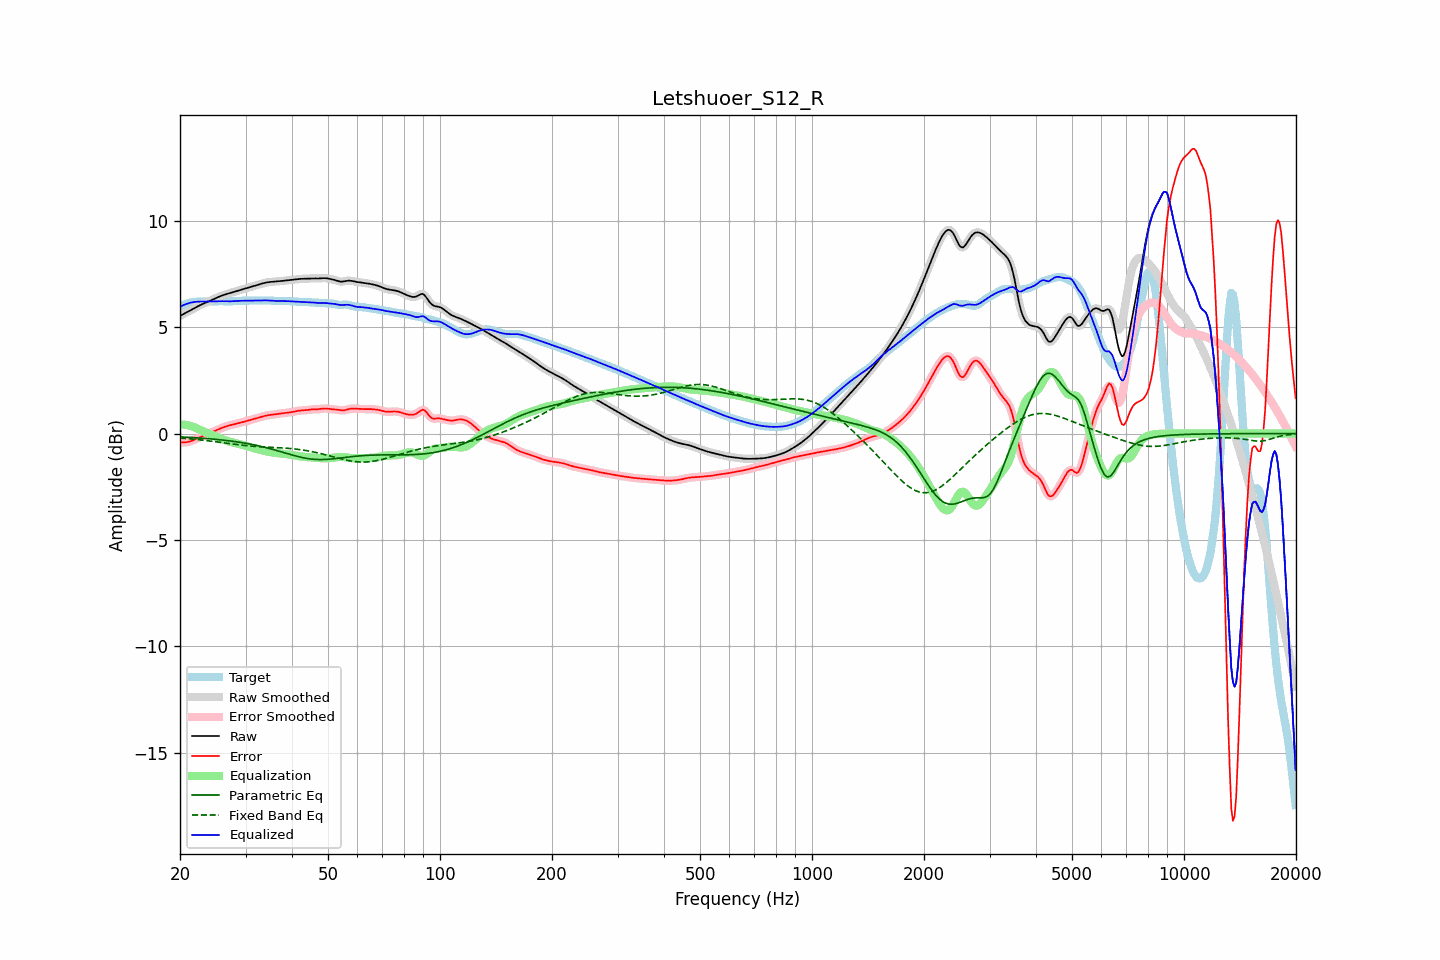 Letshuoer_S12_R
Amplitude (dBr)
10
5
0
−5
−10
−15
Target
Raw Smoothed
Error Smoothed
Raw
Error
Equalization
Parametric Eq
Fixed Band Eq
Equalized
20 50 100 200 500 1000 2000 5000 10000 20000
Frequency (Hz)